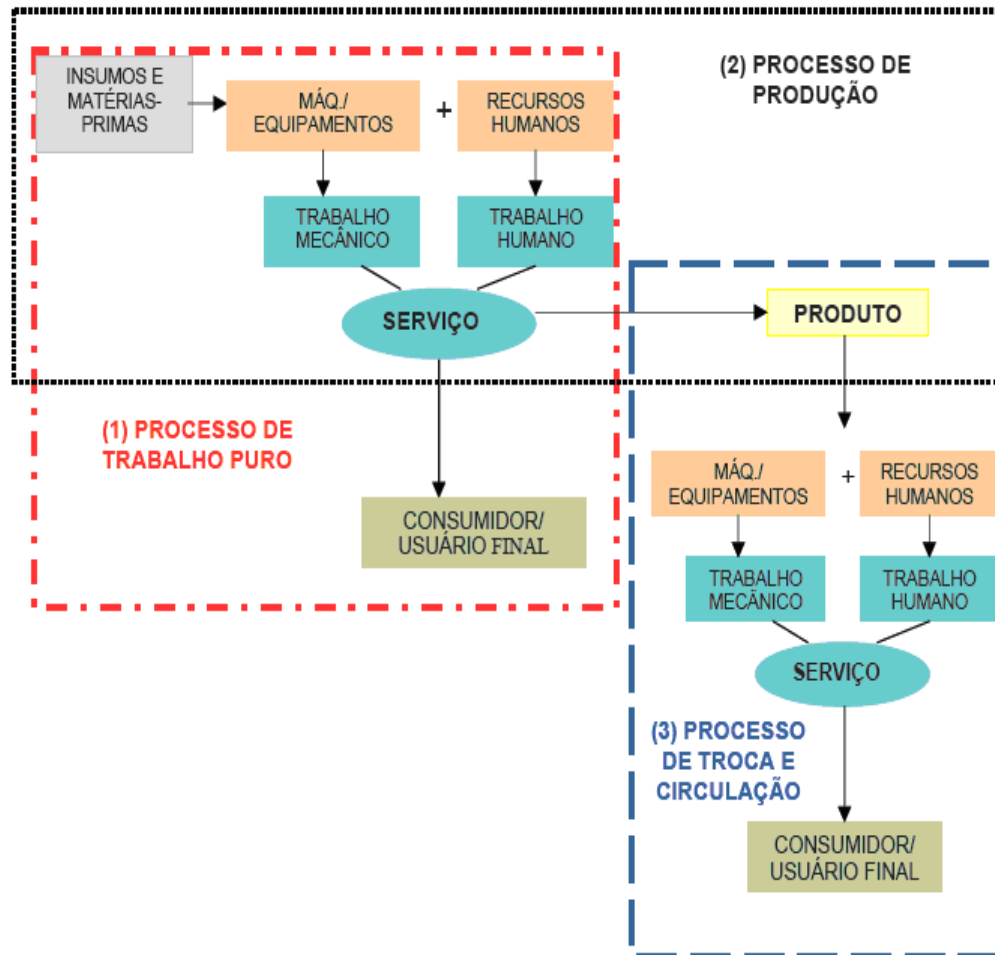 INSUMOS E
MATÉRIAS-
PRIMAS
MÁQ./
EQUIPAMENTOS
+
RECURSOS
HUMANOS
(2) PROCESSO DE
PRODUÇÃO
TRABALHO
MECÂNICO
TRABALHO
HUMANO
SERVIÇO
PRODUTO
(1) PROCESSO DE
TRABALHO PURO
CONSUMIDOR/
USUÁRIO FINAL
MÁQ./
EQUIPAMENTOS
+
RECURSOS
HUMANOS
TRABALHO
MECÂNICO
TRABALHO
HUMANO
SERVIÇO
(3) PROCESSO
DE TROCA E
CIRCULAÇÃO
CONSUMIDOR/
USUÁRIO FINAL